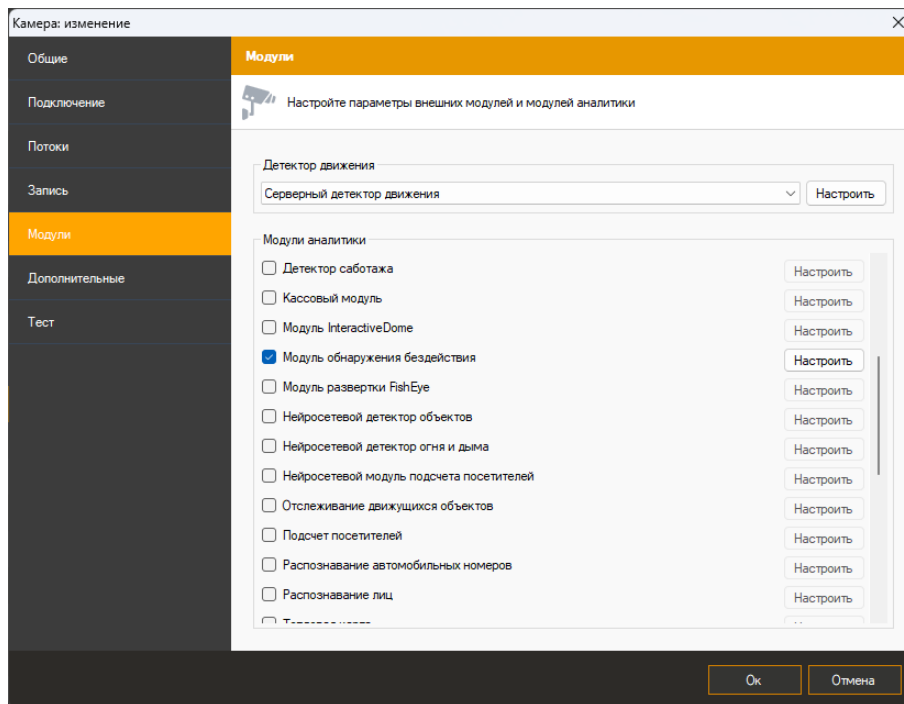 Камера: изменение
Общие
Подключение
Потоки
Запись
Модули
Дополнительные
Тест
Модули
Настройте параметры внешних модулей и модулей аналитики
Детектор движения
Серверный детектор движения
Настроить
Модули аналитики
Детектор саботажа Настроить
Кассовый модуль Настроить
Модуль InteractiveDome Настроить
Модуль обнаружения бездействия Настроить
Модуль развертки FishEye Настроить
Нейросетевой детектор объектов Настроить
Нейросетевой детектор огня и дыма Настроить
Нейросетевой модуль подсчета посетителей Настроить
Отслеживание движущихся объектов Настроить
Подсчет посетителей Настроить
Распознавание автомобильных номеров Настроить
Распознавание лиц Настроить
Ок Отмена